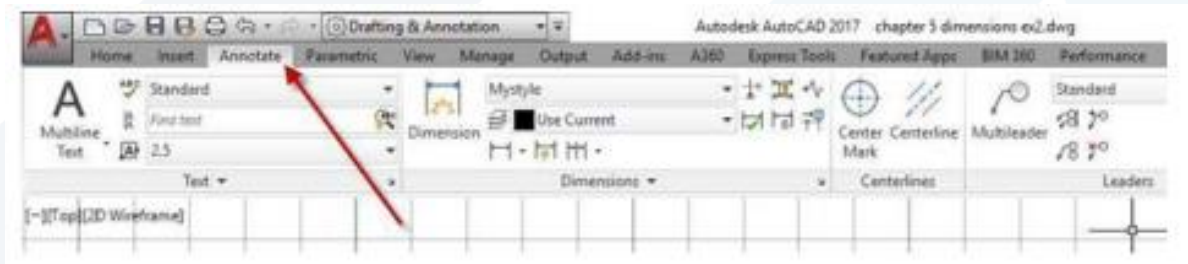 Drafting & Annotation Autodesk AutoCAD 2017 chapter 5 dimensions ex2.dwg
Home Insert Annotate Parametric View Manage Output Add-ins A360 Express Tools Featured Apps BIM 360 Performance
A Standard Mystyle Standard
Multiline Text Find text Dimension Use Current Center Mark Centerline Multileader
2.5
Text Dimensions Centerlines Leaders
[-][Top][2D Wireframe]